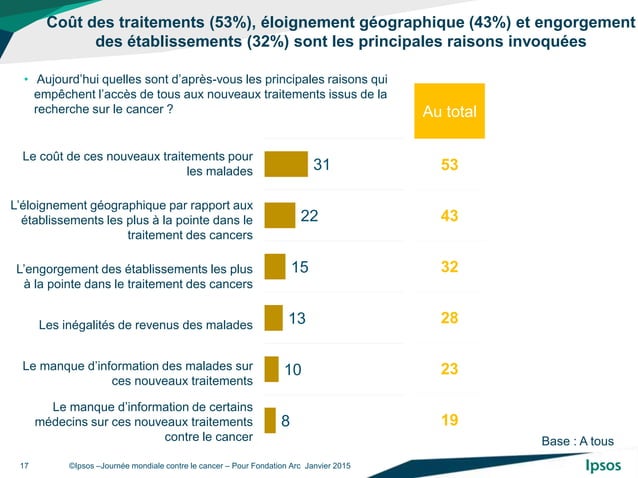 Coût des traitements (53%), éloignement géographique (43%) et engorgement
des établissements (32%) sont les principales raisons invoquées
• Aujourd’hui quelles sont d’après-vous les principales raisons qui
empêchent l’accès de tous aux nouveaux traitements issus de la
recherche sur le cancer ?
Au total
Le coût de ces nouveaux traitements pour
les malades
31
53
L’éloignement géographique par rapport aux
établissements les plus à la pointe dans le
traitement des cancers
22
43
L’engorgement des établissements les plus
à la pointe dans le traitement des cancers
15
32
Les inégalités de revenus des malades
13
28
Le manque d’information des malades sur
ces nouveaux traitements
10
23
Le manque d’information de certains
médecins sur ces nouveaux traitements
contre le cancer
8
19
Base : A tous
17
©Ipsos –Journée mondiale contre le cancer – Pour Fondation Arc Janvier 2015
Ipsos